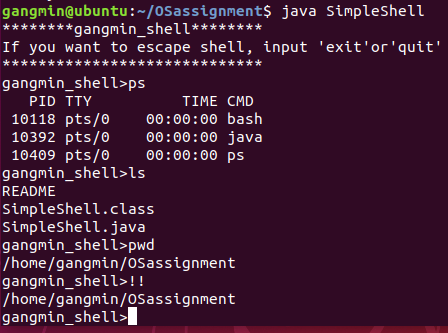 gangmin@ubuntu:~/OSassignment$ java SimpleShell
********gangmin_shell********
If you want to escape shell, input 'exit'or'quit'
*****************************
gangmin_shell>ps
    PID TTY          TIME CMD
  10118 pts/0    00:00:00 bash
  10392 pts/0    00:00:00 java
  10409 pts/0    00:00:00 ps
gangmin_shell>ls
README
SimpleShell.class
SimpleShell.java
gangmin_shell>pwd
/home/gangmin/OSassignment
gangmin_shell>!!
/home/gangmin/OSassignment
gangmin_shell>